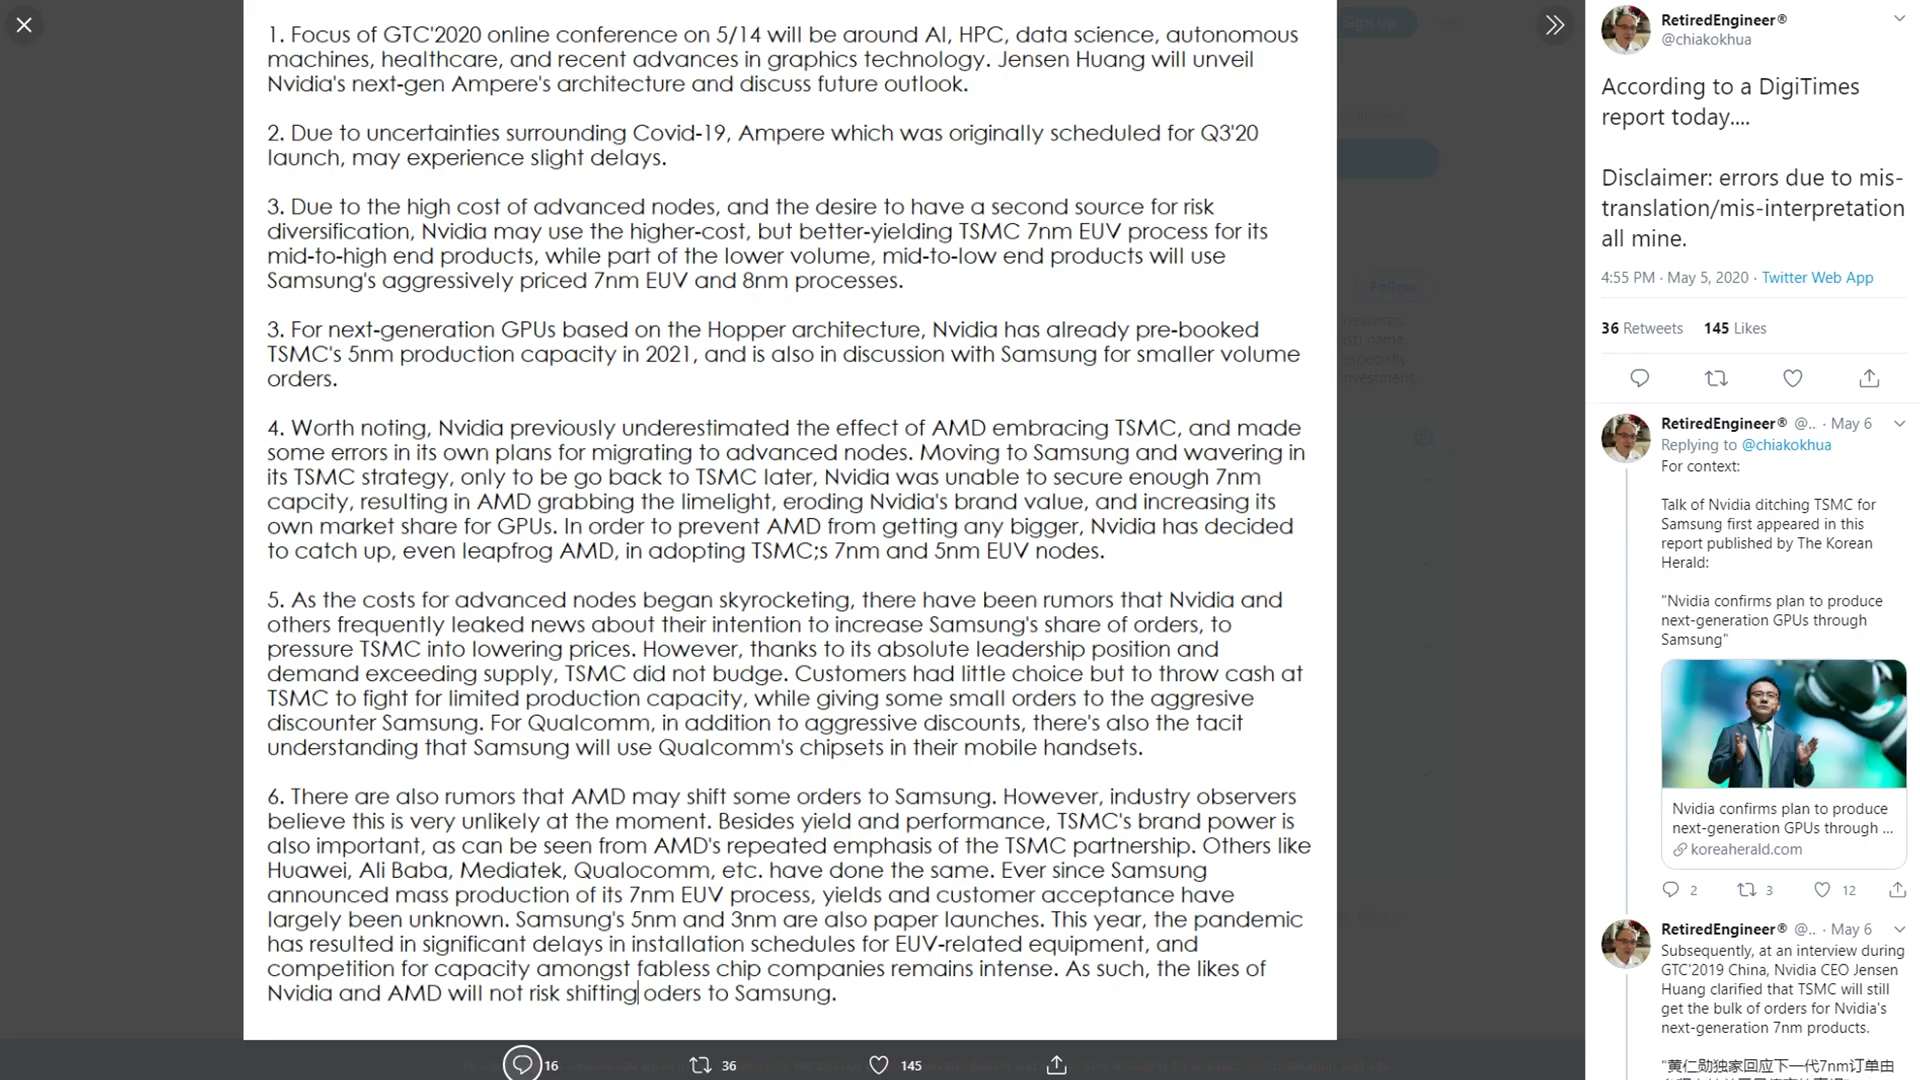 1. Focus of GTC'2020 online conference on 5/14 will be around AI, HPC, data science, autonomous
machines, healthcare, and recent advances in graphics technology. Jensen Huang will unveil
Nvidia's next-gen Ampere's architecture and discuss future outlook.
2. Due to uncertainties surrounding Covid-19, Ampere which was originally scheduled for Q3'20
launch, may experience slight delays.
3. Due to the high cost of advanced nodes, and the desire to have a second source for risk
diversification, Nvidia may use the higher-cost, but better-yielding TSMC 7nm EUV process for its
mid-to-high end products, while part of the lower volume, mid-to-low end products will use
Samsung's aggressively priced 7nm EUV and 8nm processes.
3. For next-generation GPUs based on the Hopper architecture, Nvidia has already pre-booked
TSMC's 5nm production capacity in 2021, and is also in discussion with Samsung for smaller volume
orders.
4. Worth noting, Nvidia previously underestimated the effect of AMD embracing TSMC, and made
some errors in its own plans for migrating to advanced nodes. Moving to Samsung and wavering in
its TSMC strategy, only to be go back to TSMC later, Nvidia was unable to secure enough 7nm
capcity, resulting in AMD grabbing the limelight, eroding Nvidia's brand value, and increasing its
own market share for GPUs. In order to prevent AMD from getting any bigger, Nvidia has decided
to catch up, even leapfrog AMD, in adopting TSMC;s 7nm and 5nm EUV nodes.
5. As the costs for advanced nodes began skyrocketing, there have been rumors that Nvidia and
others frequently leaked news about their intention to increase Samsung's share of orders, to
pressure TSMC into lowering prices. However, thanks to its absolute leadership position and
demand exceeding supply, TSMC did not budge. Customers had little choice but to throw cash at
TSMC to fight for limited production capacity, while giving some small orders to the aggresive
discounter Samsung. For Qualcomm, in addition to aggressive discounts, there's also the tacit
understanding that Samsung will use Qualcomm's chipsets in their mobile handsets.
6. There are also rumors that AMD may shift some orders to Samsung. However, industry observers
believe this is very unlikely at the moment. Besides yield and performance, TSMC's brand power is
also important, as can be seen from AMD's repeated emphasis of the TSMC partnership. Others like
Huawei, Ali Baba, Mediatek, Qualocomm, etc. have done the same. Ever since Samsung
announced mass production of its 7nm EUV process, yields and customer acceptance have
largely been unknown. Samsung's 5nm and 3nm are also paper launches. This year, the pandemic
has resulted in significant delays in installation schedules for EUV-related equipment, and
competition for capacity amongst fabless chip companies remains intense. As such, the likes of
Nvidia and AMD will not risk shifting oders to Samsung.
16
36
145
Sign up
Follow
RetiredEngineer®
@chiakokhua
According to a DigiTimes
report today....
Disclaimer: errors due to mis-
translation/mis-interpretation
all mine.
4:55 PM · May 5, 2020 · Twitter Web App
36 Retweets 145 Likes
RetiredEngineer® @.. · May 6
Replying to @chiakokhua
For context:
Talk of Nvidia ditching TSMC for
Samsung first appeared in this
report published by The Korean
Herald:
"Nvidia confirms plan to produce
next-generation GPUs through
Samsung"
Nvidia confirms plan to produce
next-generation GPUs through ...
koreaherald.com
2
3
12
RetiredEngineer® @.. · May 6
Subsequently, at an interview during
GTC'2019 China, Nvidia CEO Jensen
Huang clarified that TSMC will still
get the bulk of orders for Nvidia's
next-generation 7nm products.
"黄仁勋独家回应下一代7nm订单由